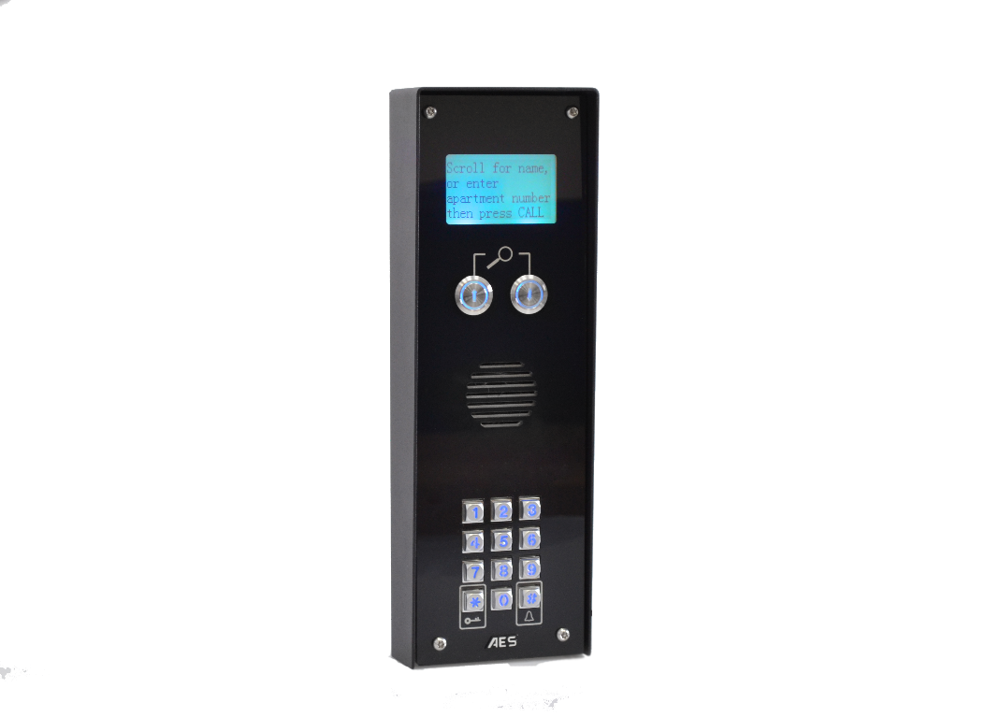 Scroll for name,
or enter
apartment number
then press CALL
1 2 3
4 5 6
7 8 9
* 0 #
AES